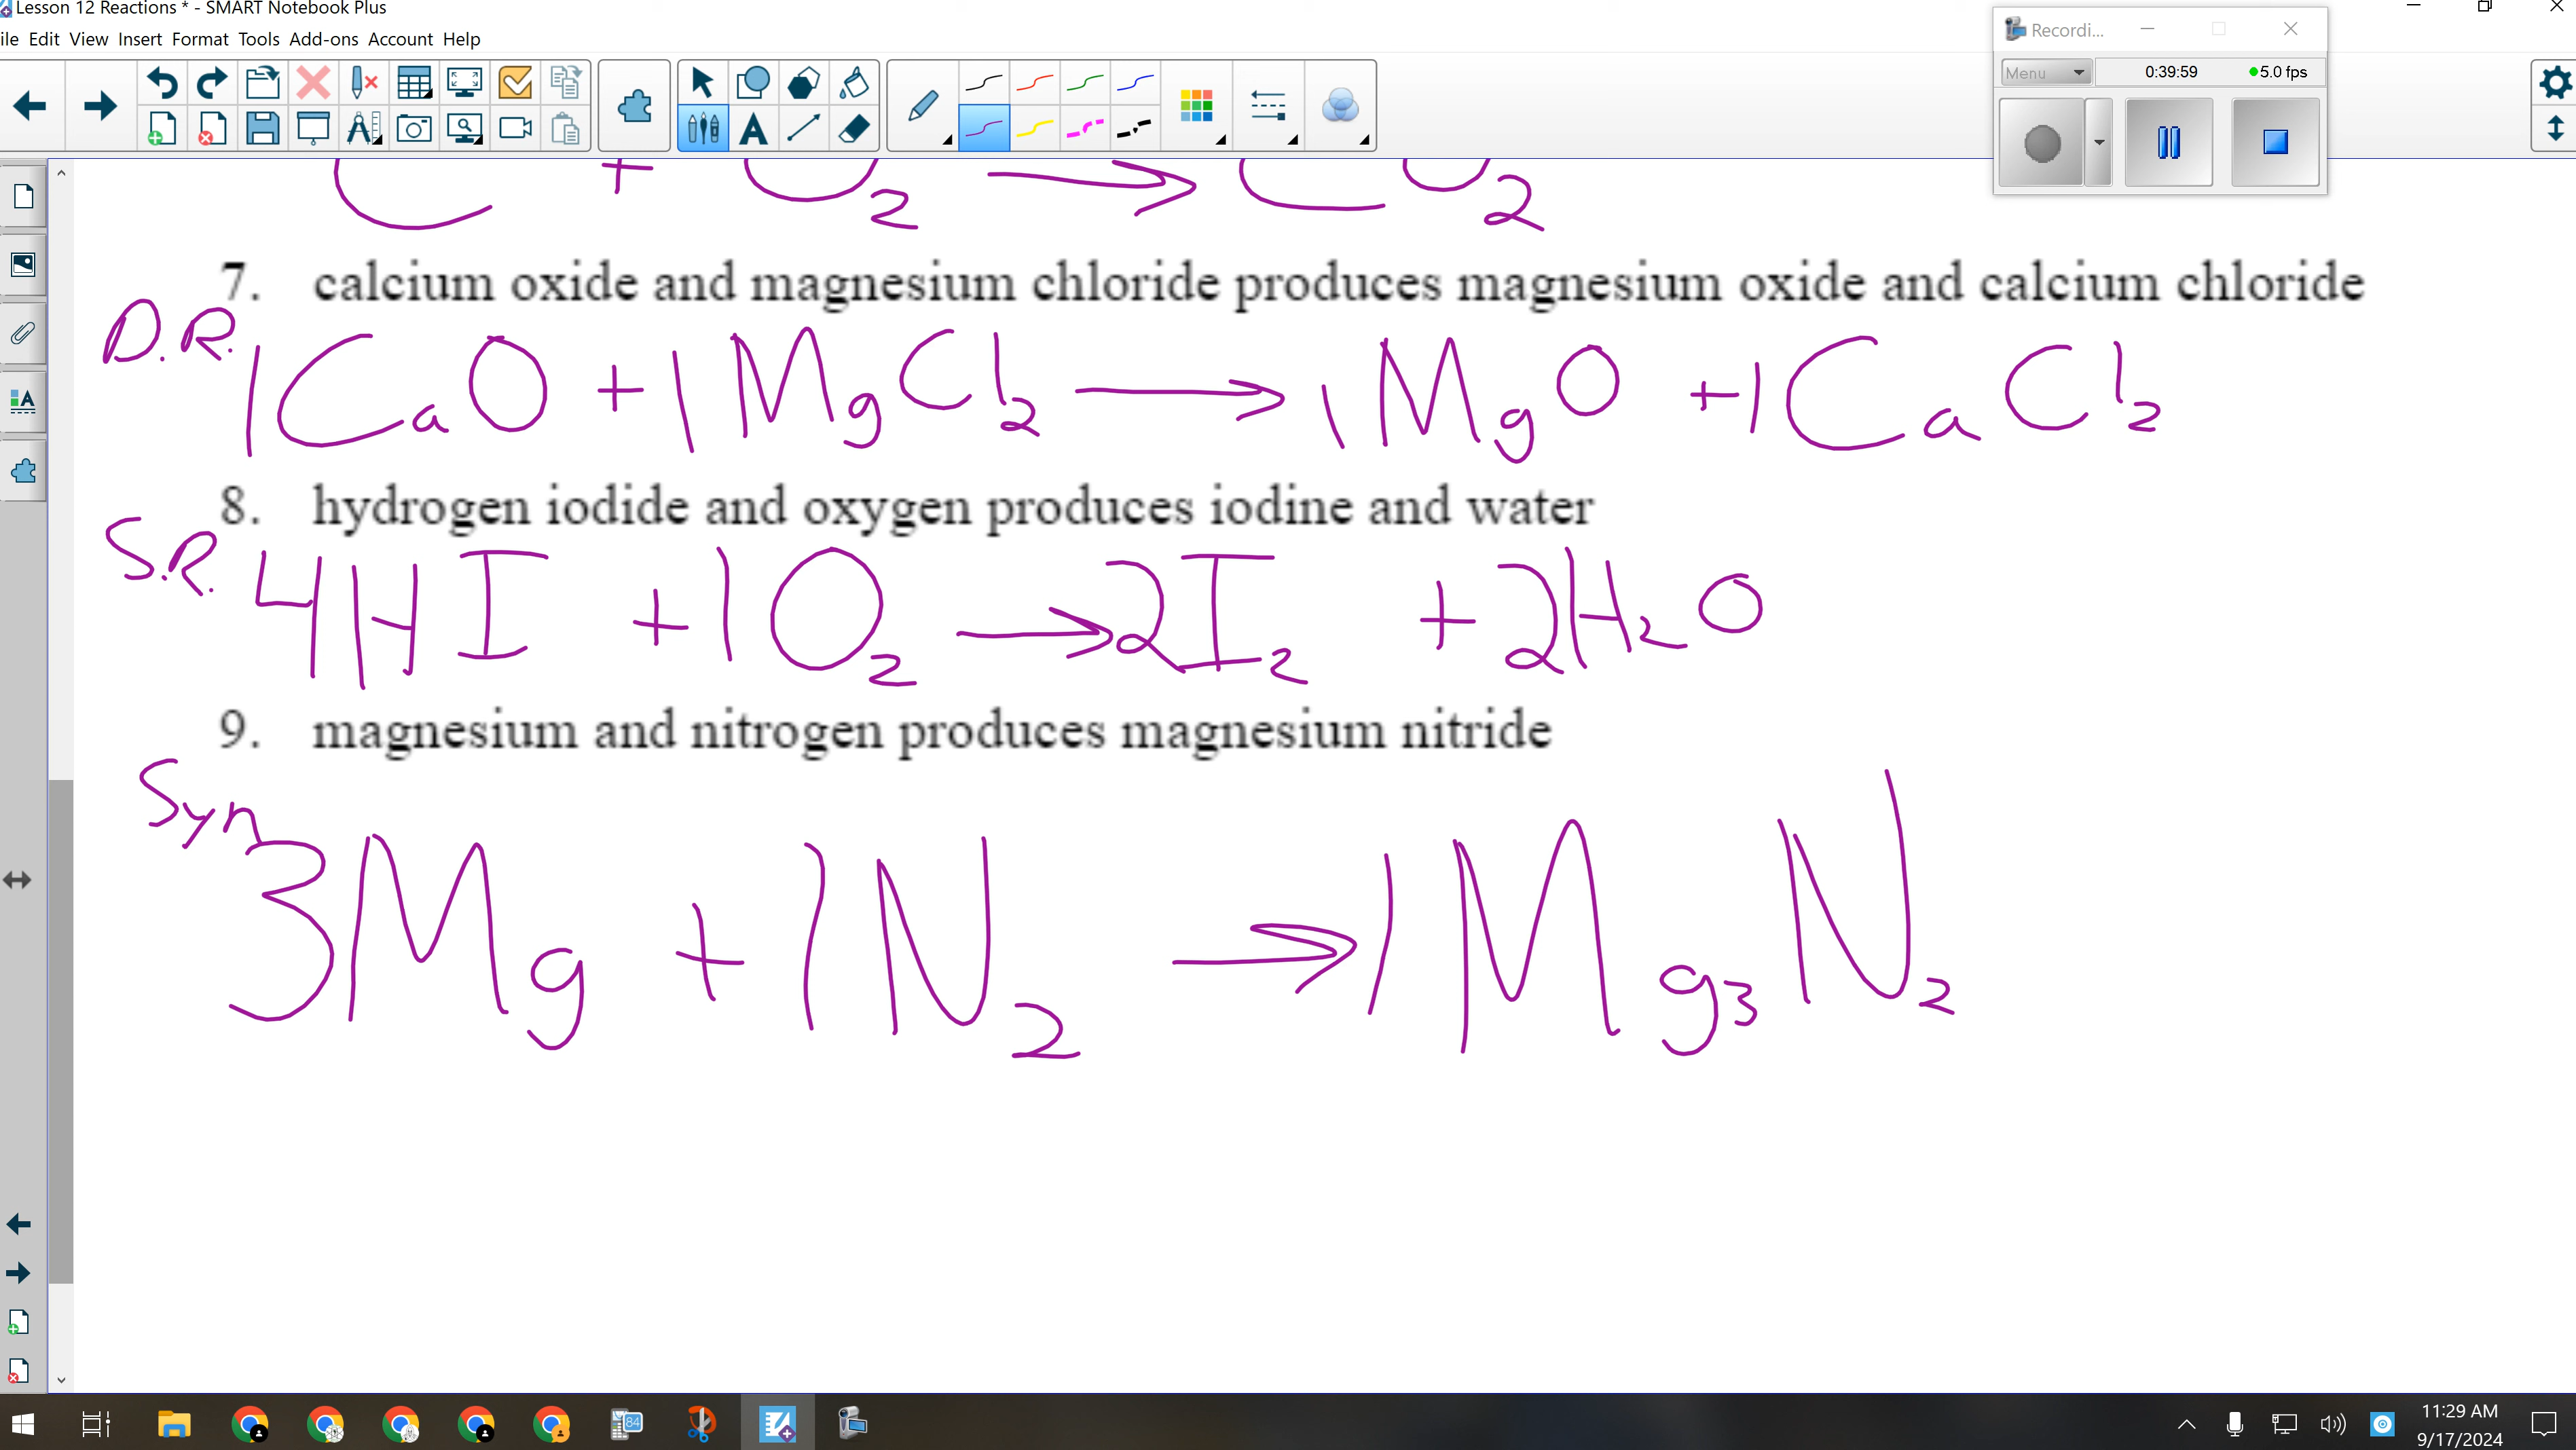 Lesson 12 Reactions * - SMART Notebook Plus
ile Edit View Insert Format Tools Add-ons Account Help
Recordi...
Menu 0:39:59 5.0 fps
C + O₂ → CO₂
7. calcium oxide and magnesium chloride produces magnesium oxide and calcium chloride
D.R. 1CaO + 1MgCl₂ → 1MgO + 1CaCl₂
8. hydrogen iodide and oxygen produces iodine and water
S.R. 4HI + 1O₂ → 2I₂ + 2H₂O
9. magnesium and nitrogen produces magnesium nitride
Syn
3Mg + 1N₂ → 1Mg₃N₂
84
11:29 AM
9/17/2024